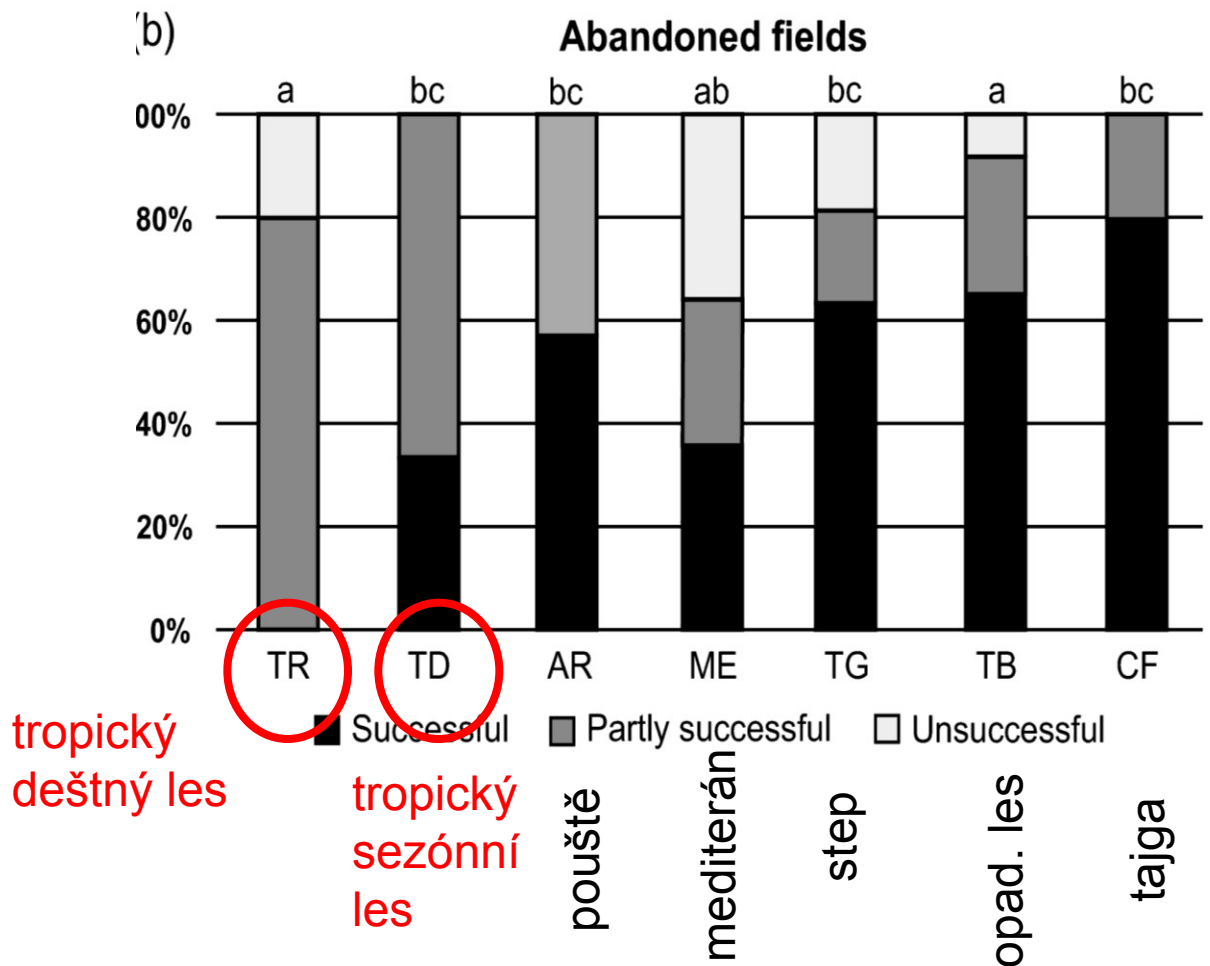 (b)
Abandoned fields
a bc bc ab bc a bc
00%
80%
60%
40%
20%
0%
TR TD AR ME TG TB CF
Successful Partly successful Unsuccessful
tropický
deštný les
tropický
sezónní
les
pouště
mediterán
step
opad. les
tajga